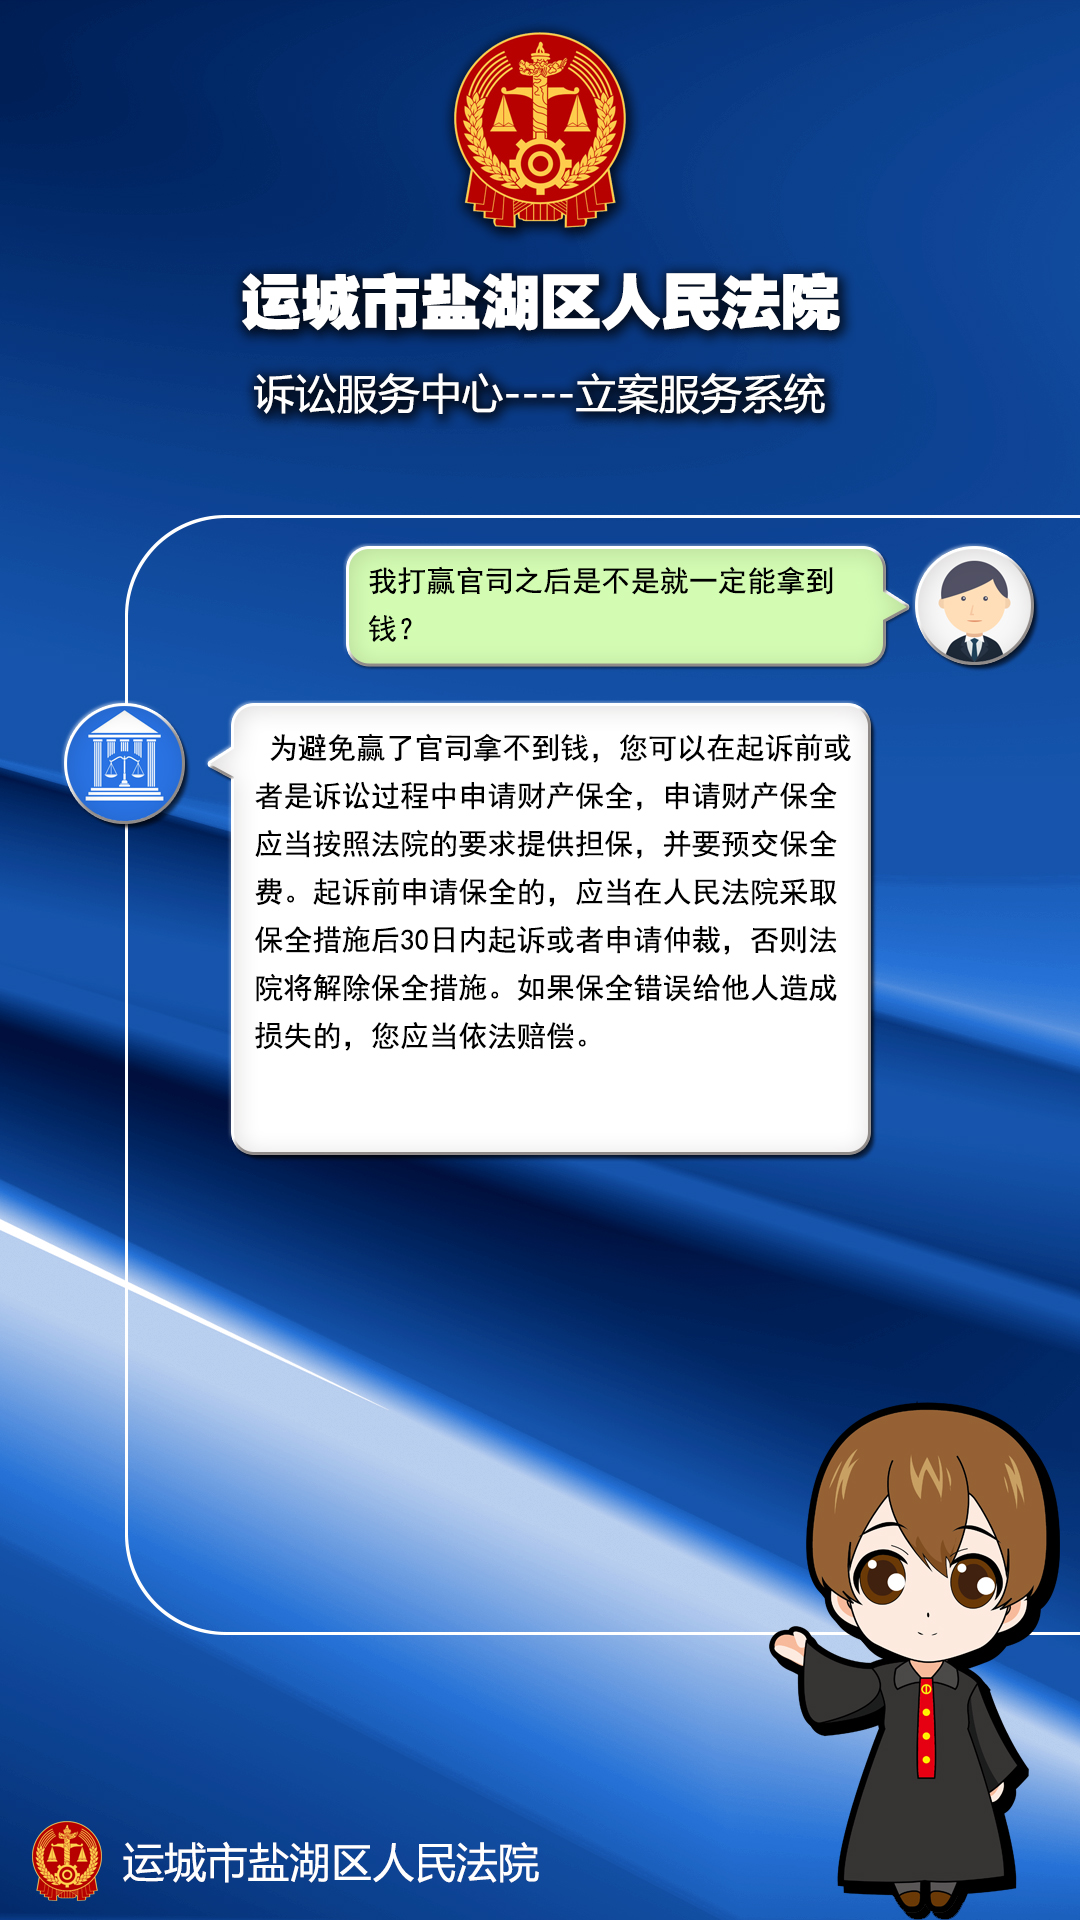 运城市盐湖区人民法院
诉讼服务中心----立案服务系统
我打赢官司之后是不是就一定能拿到
钱？
为避免赢了官司拿不到钱，您可以在起诉前或
者是诉讼过程中申请财产保全，申请财产保全
应当按照法院的要求提供担保，并要预交保全
费。起诉前申请保全的，应当在人民法院采取
保全措施后30日内起诉或者申请仲裁，否则法
院将解除保全措施。如果保全错误给他人造成
损失的，您应当依法赔偿。
运城市盐湖区人民法院